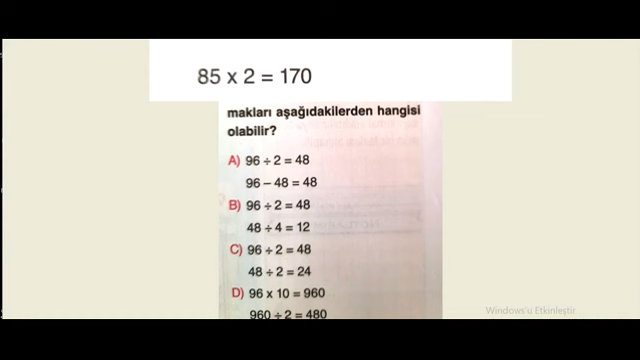 85 x 2 = 170
makları aşağıdakilerden hangisi
olabilir?
A) 96 ÷ 2 = 48
96 – 48 = 48
B) 96 ÷ 2 = 48
48 ÷ 4 = 12
C) 96 ÷ 2 = 48
48 ÷ 2 = 24
D) 96 x 10 = 960
960 ÷ 2 = 480
Windows'u Etkinleştir